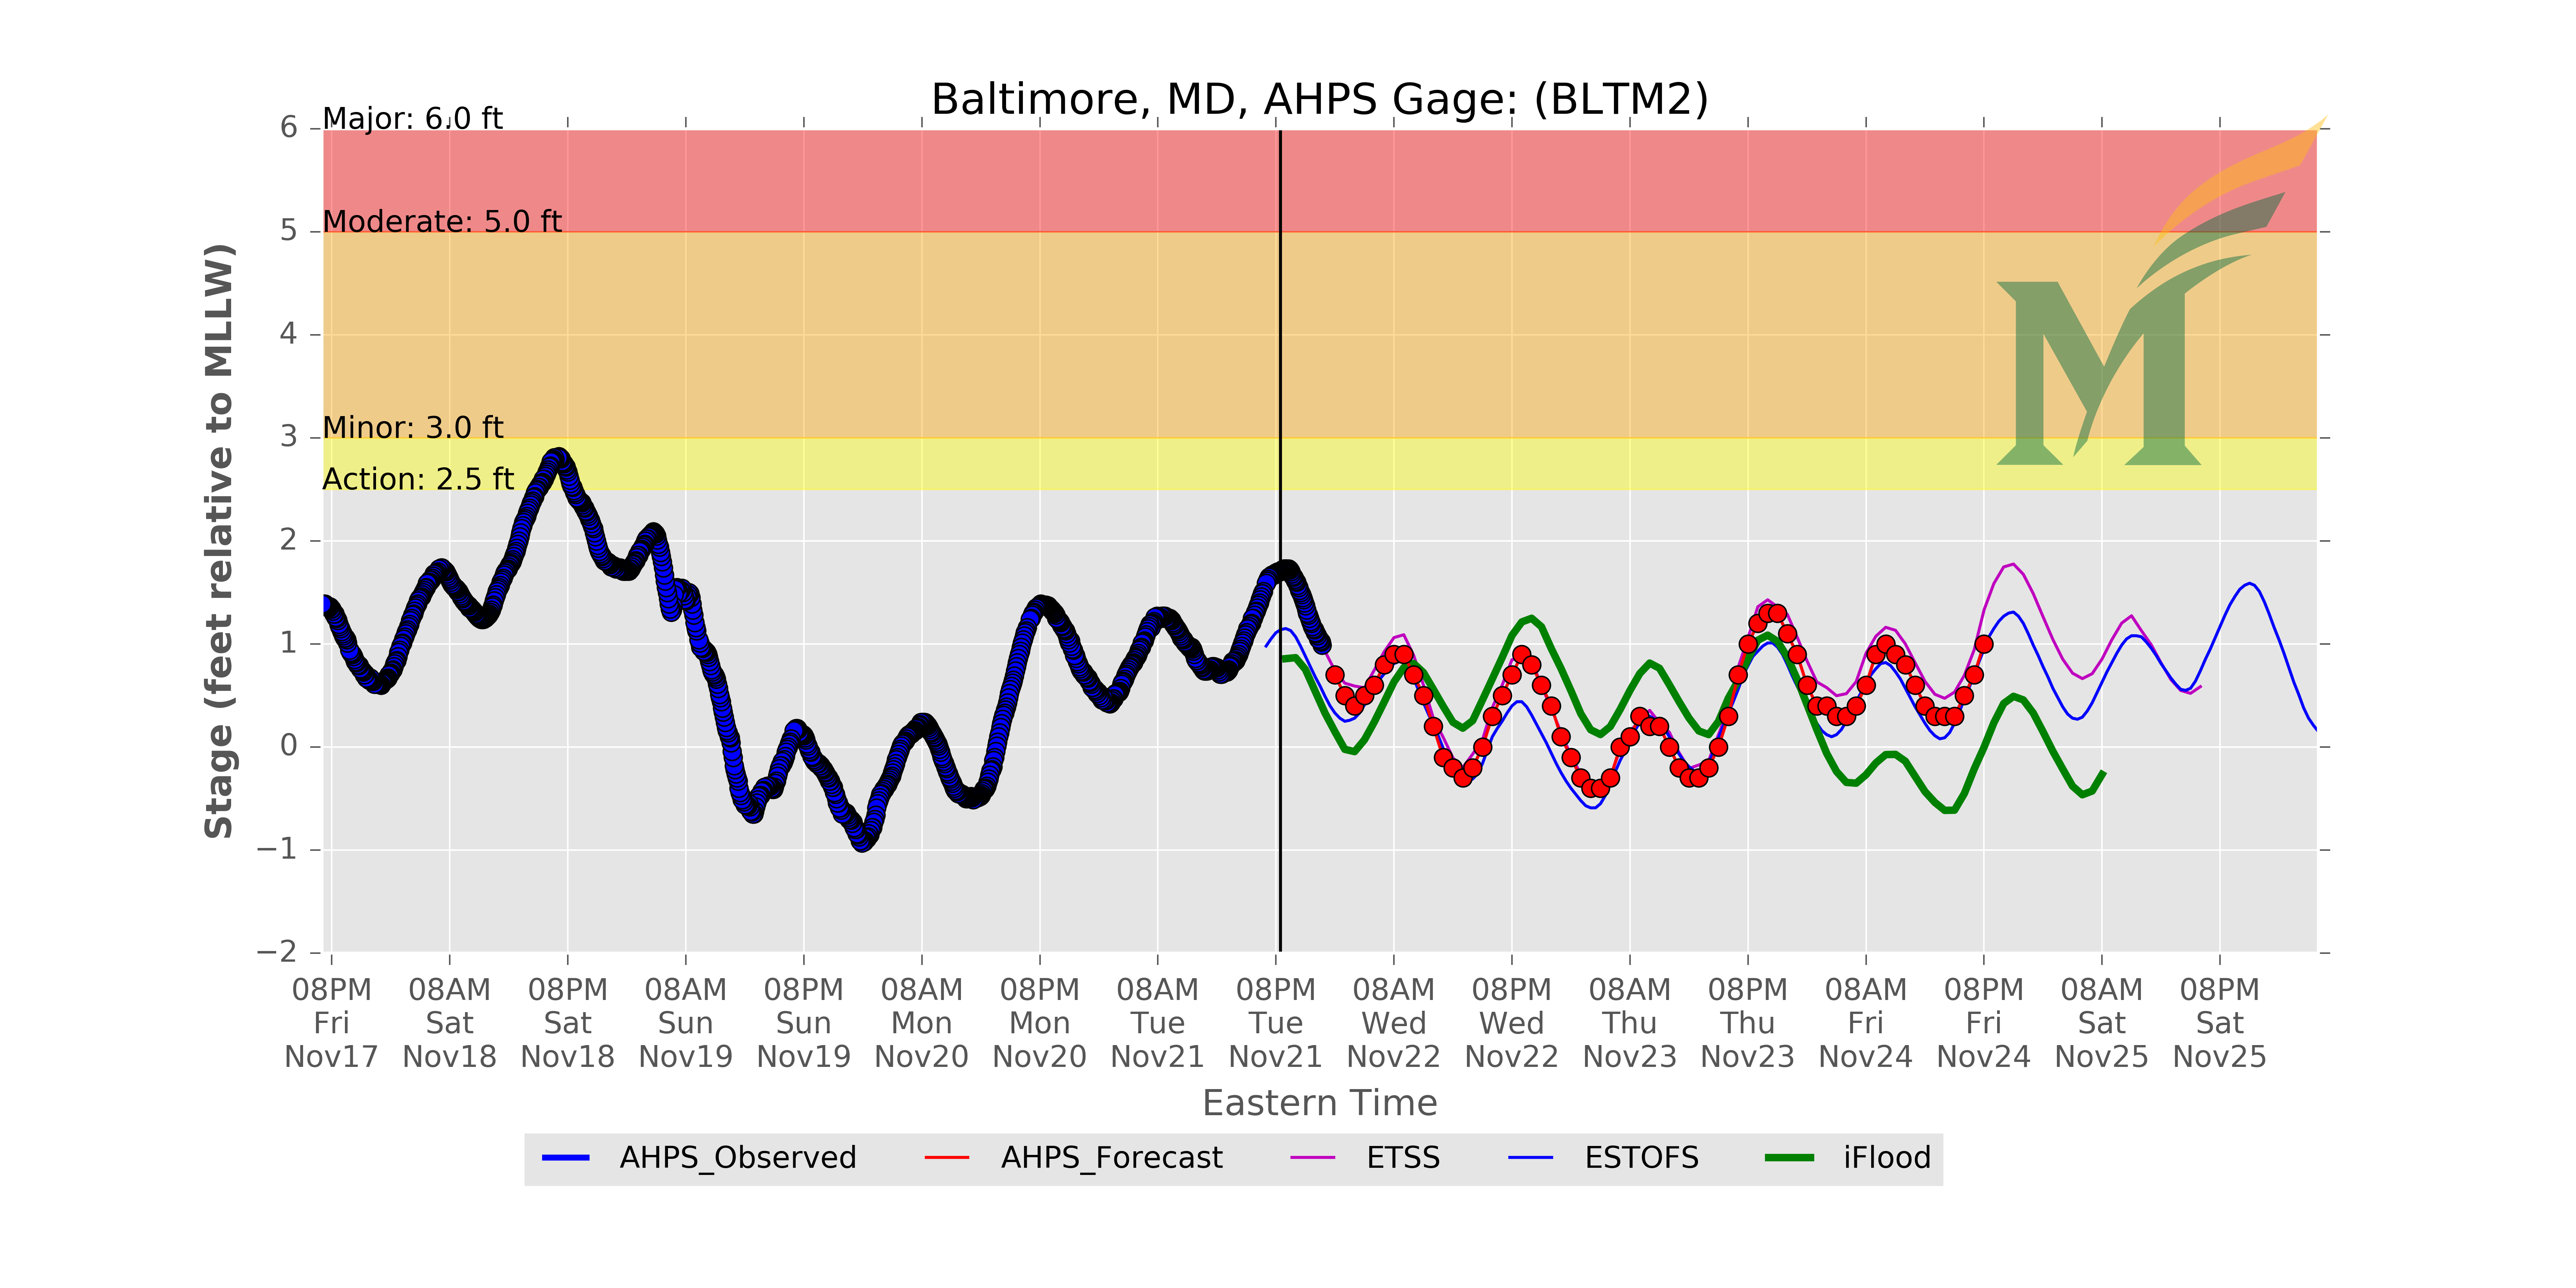 Baltimore, MD, AHPS Gage: (BLTM2)
Major: 6.0 ft
Moderate: 5.0 ft
Minor: 3.0 ft
Action: 2.5 ft
Stage (feet relative to MLLW)
6
5
4
3
2
1
0
−1
−2
08PM 08AM 08PM 08AM 08PM 08AM 08PM 08AM 08PM 08AM 08PM 08AM 08PM 08AM 08PM 08AM 08PM
Fri Sat Sat Sun Sun Mon Mon Tue Tue Wed Wed Thu Thu Fri Fri Sat Sat
Nov17 Nov18 Nov18 Nov19 Nov19 Nov20 Nov20 Nov21 Nov21 Nov22 Nov22 Nov23 Nov23 Nov24 Nov24 Nov25 Nov25
Eastern Time
AHPS_Observed AHPS_Forecast ETSS ESTOFS iFlood
M